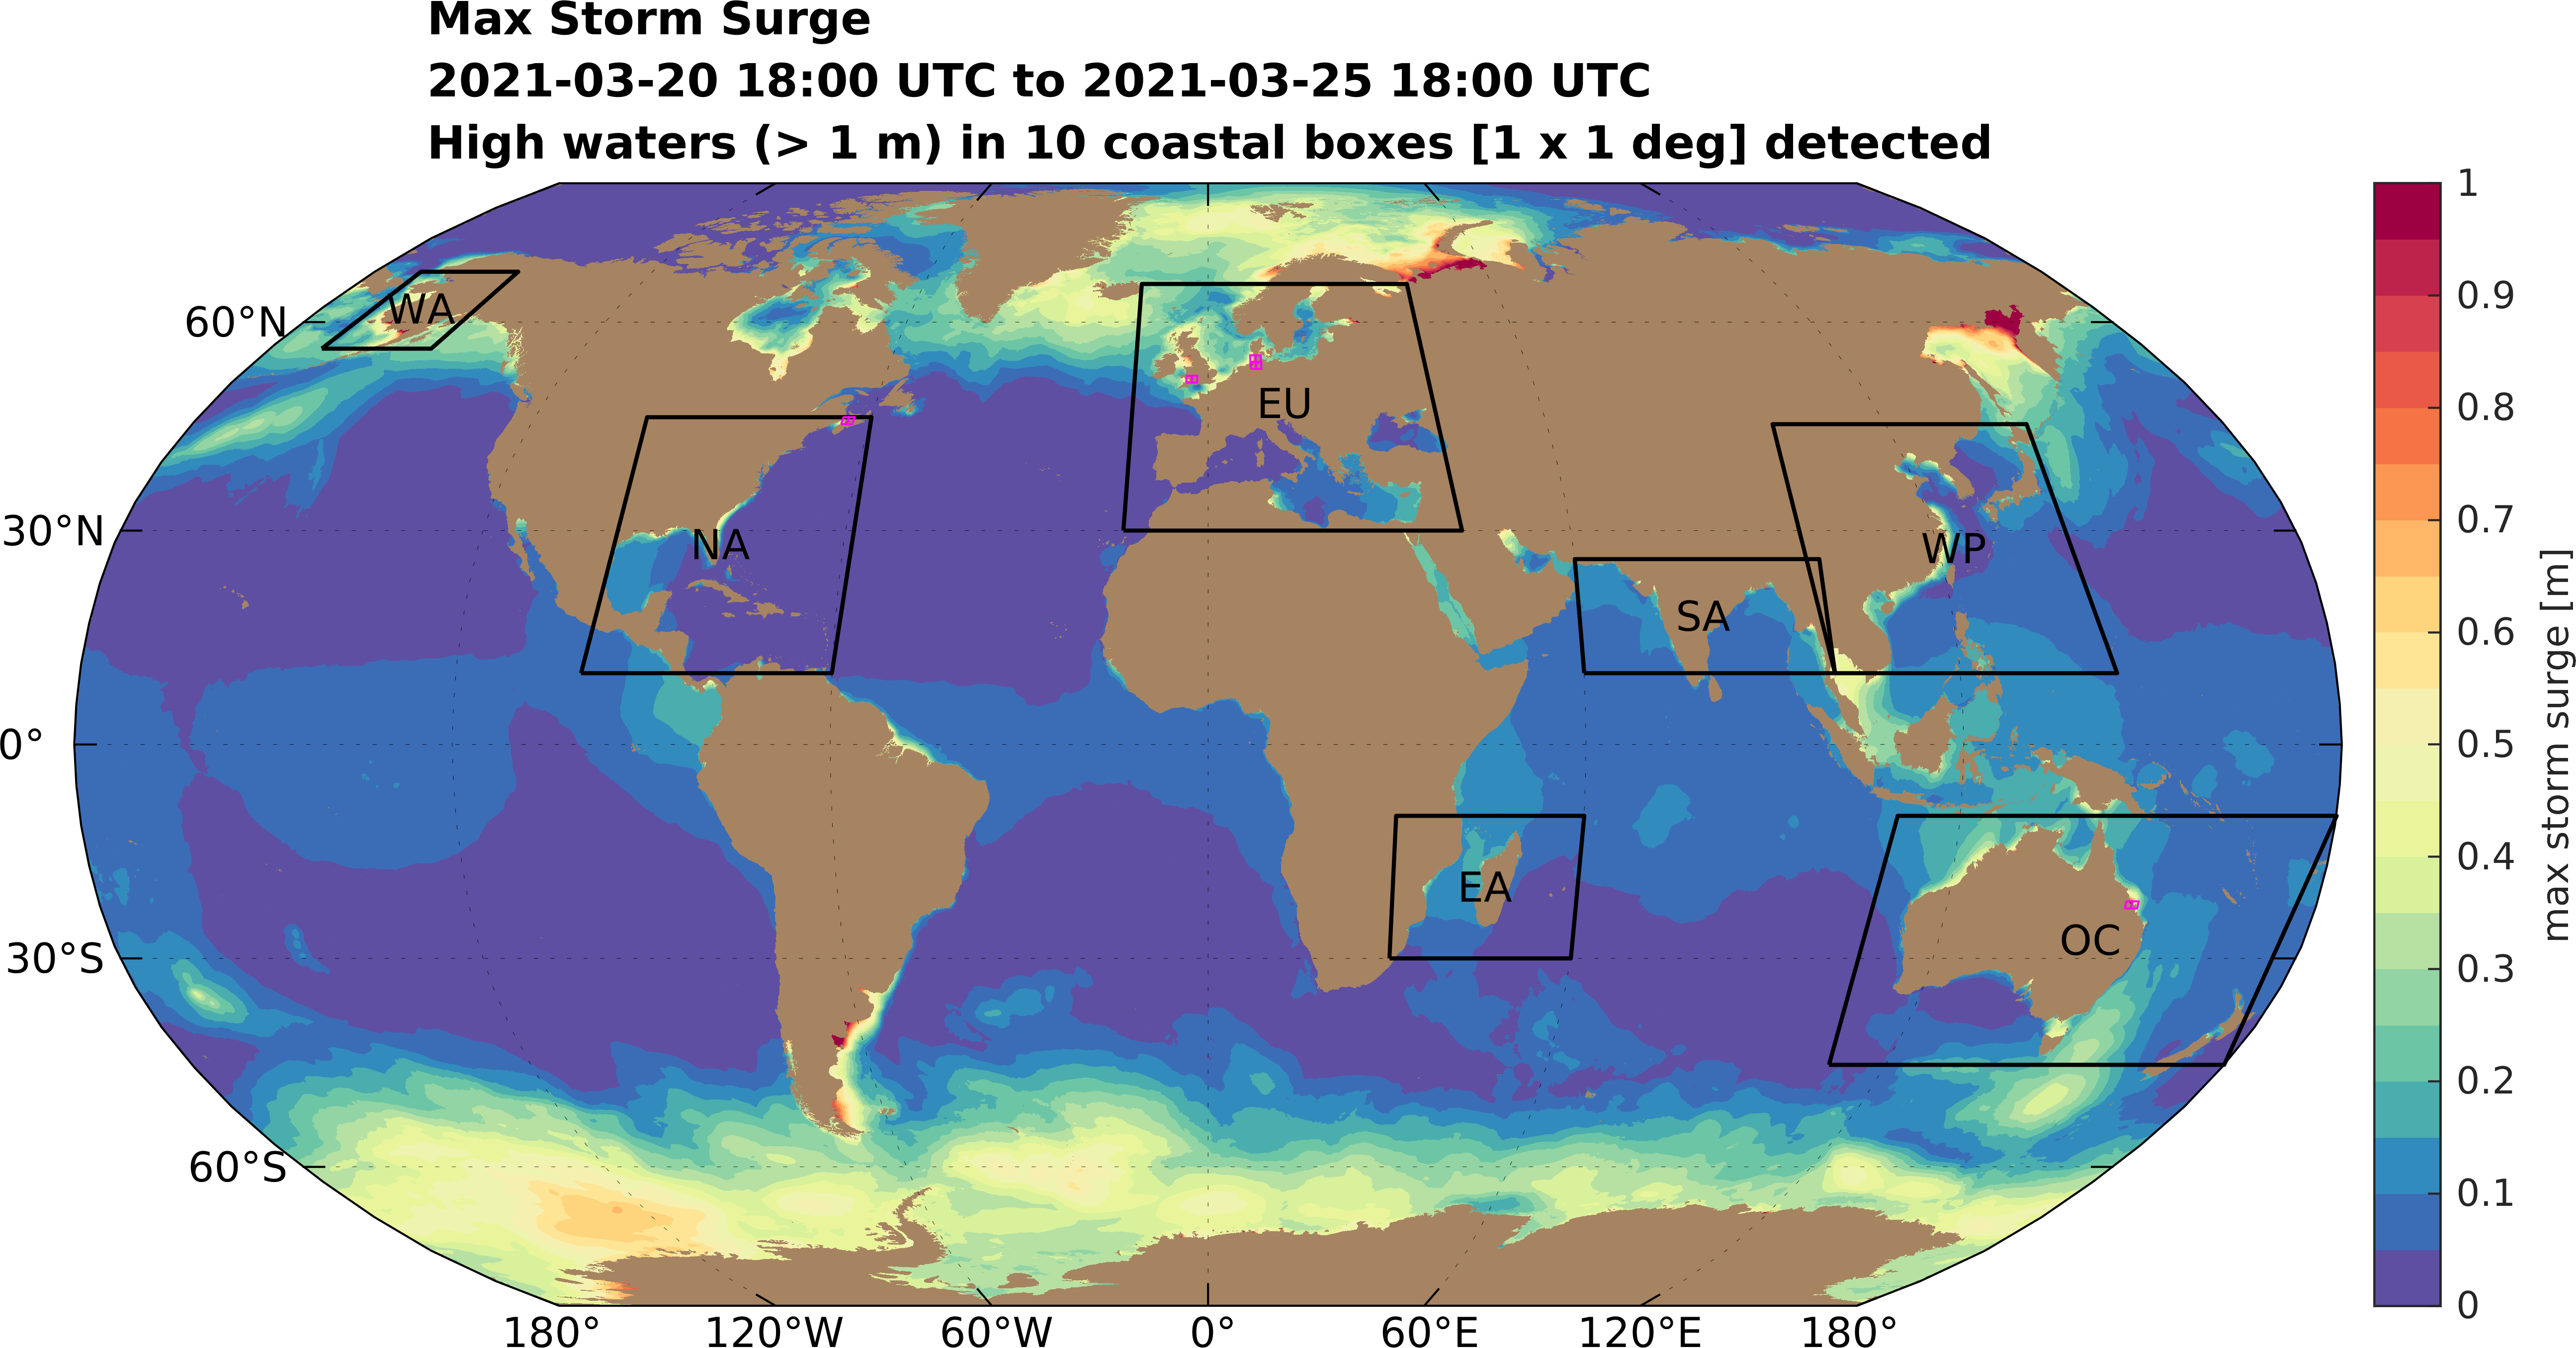 Max Storm Surge
2021-03-20 18:00 UTC to 2021-03-25 18:00 UTC
High waters (> 1 m) in 10 coastal boxes [1 x 1 deg] detected
60°N
30°N
0°
30°S
60°S
180°
120°W
60°W
0°
60°E
120°E
180°
WA
NA
EU
SA
WP
EA
OC
1
0.9
0.8
0.7
0.6
0.5
0.4
0.3
0.2
0.1
0
max storm surge [m]